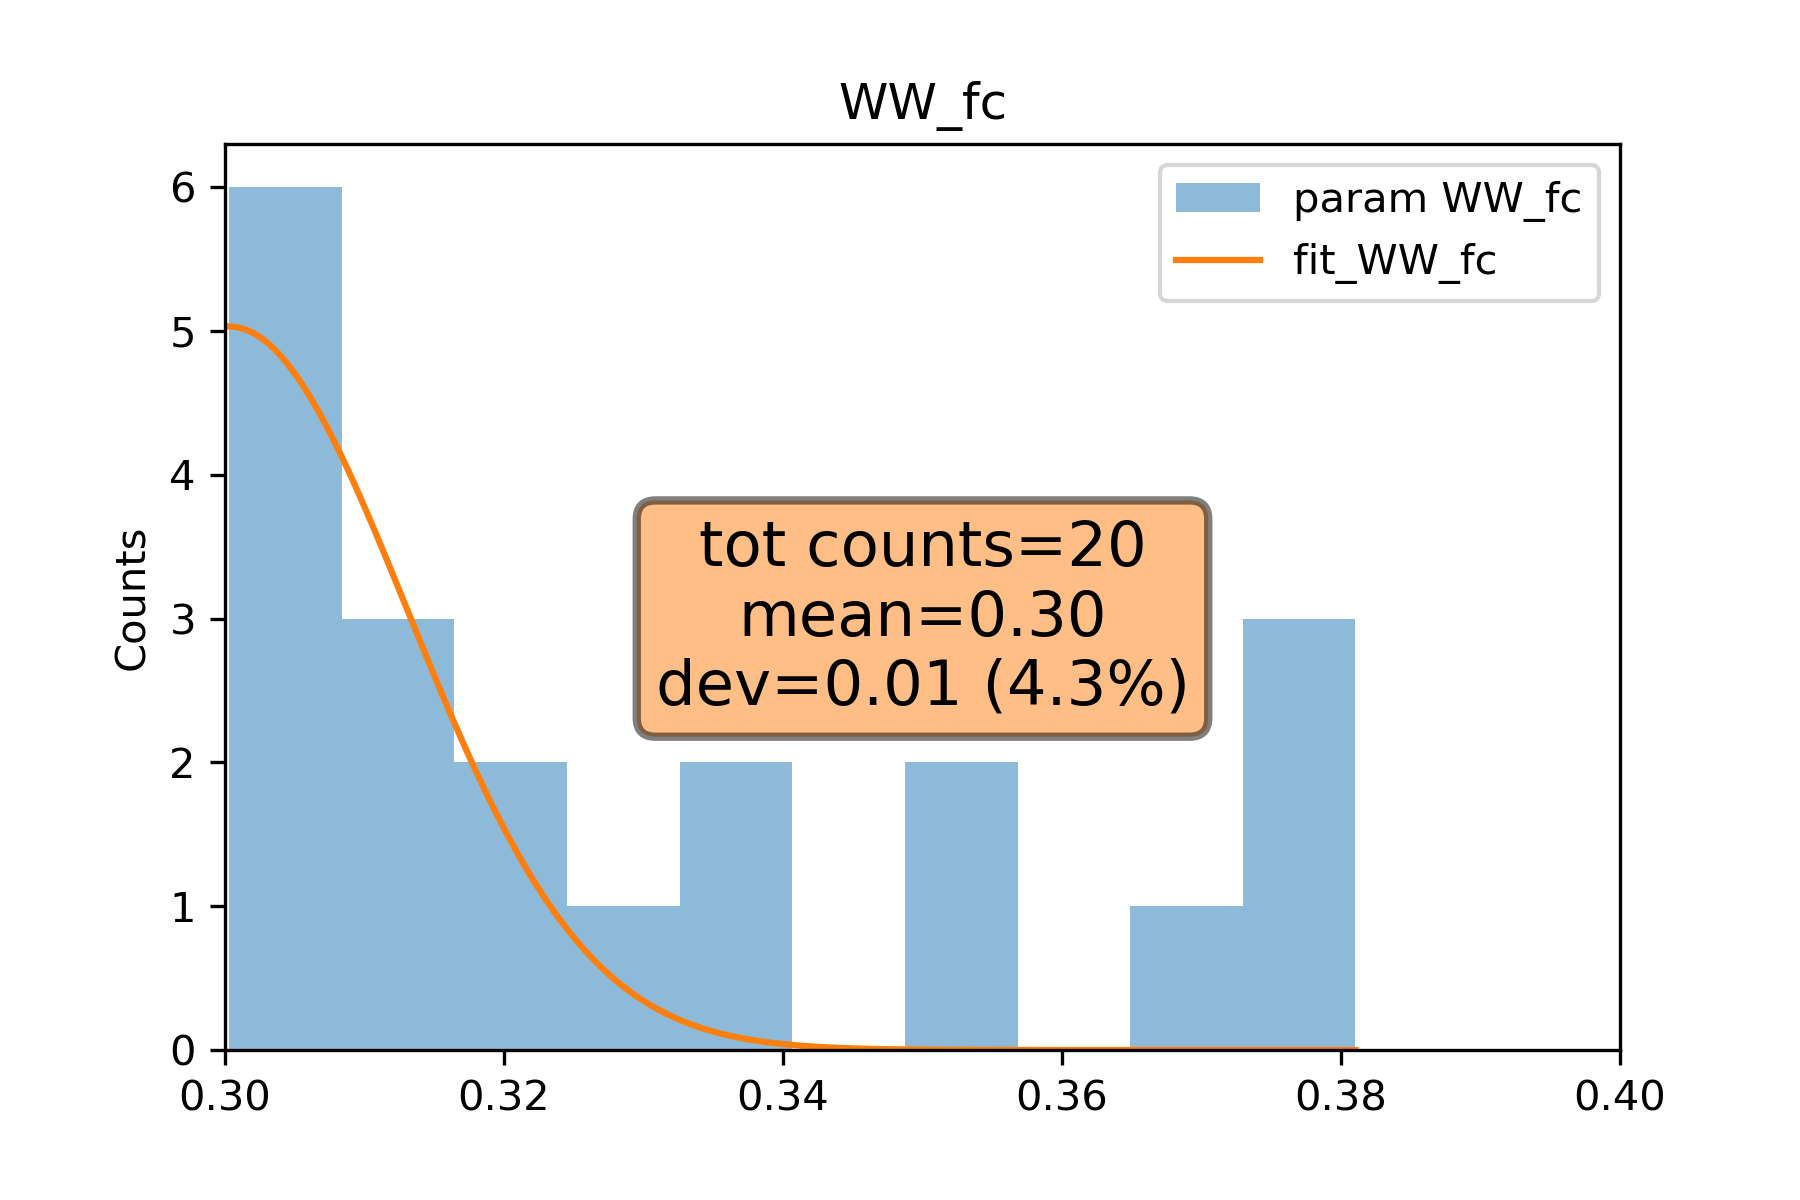 WW_fc
param WW_fc
fit_WW_fc
Counts
6
5
4
3
2
1
0
tot counts=20
mean=0.30
dev=0.01 (4.3%)
0.30 0.32 0.34 0.36 0.38 0.40